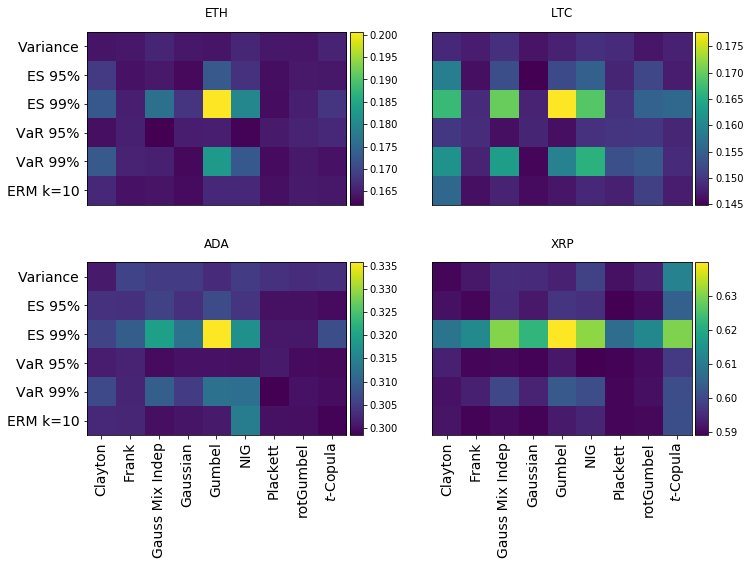 ETH
LTC
Variance
ES 95%
ES 99%
VaR 95%
VaR 99%
ERM k=10
0.200
0.195
0.190
0.185
0.180
0.175
0.170
0.165
0.175
0.170
0.165
0.160
0.155
0.150
0.145
ADA
XRP
Variance
ES 95%
ES 99%
VaR 95%
VaR 99%
ERM k=10
0.335
0.330
0.325
0.320
0.315
0.310
0.305
0.300
0.63
0.62
0.61
0.60
0.59
Clayton
Frank
Gauss Mix Indep
Gaussian
Gumbel
NIG
Plackett
rotGumbel
t-Copula
Clayton
Frank
Gauss Mix Indep
Gaussian
Gumbel
NIG
Plackett
rotGumbel
t-Copula